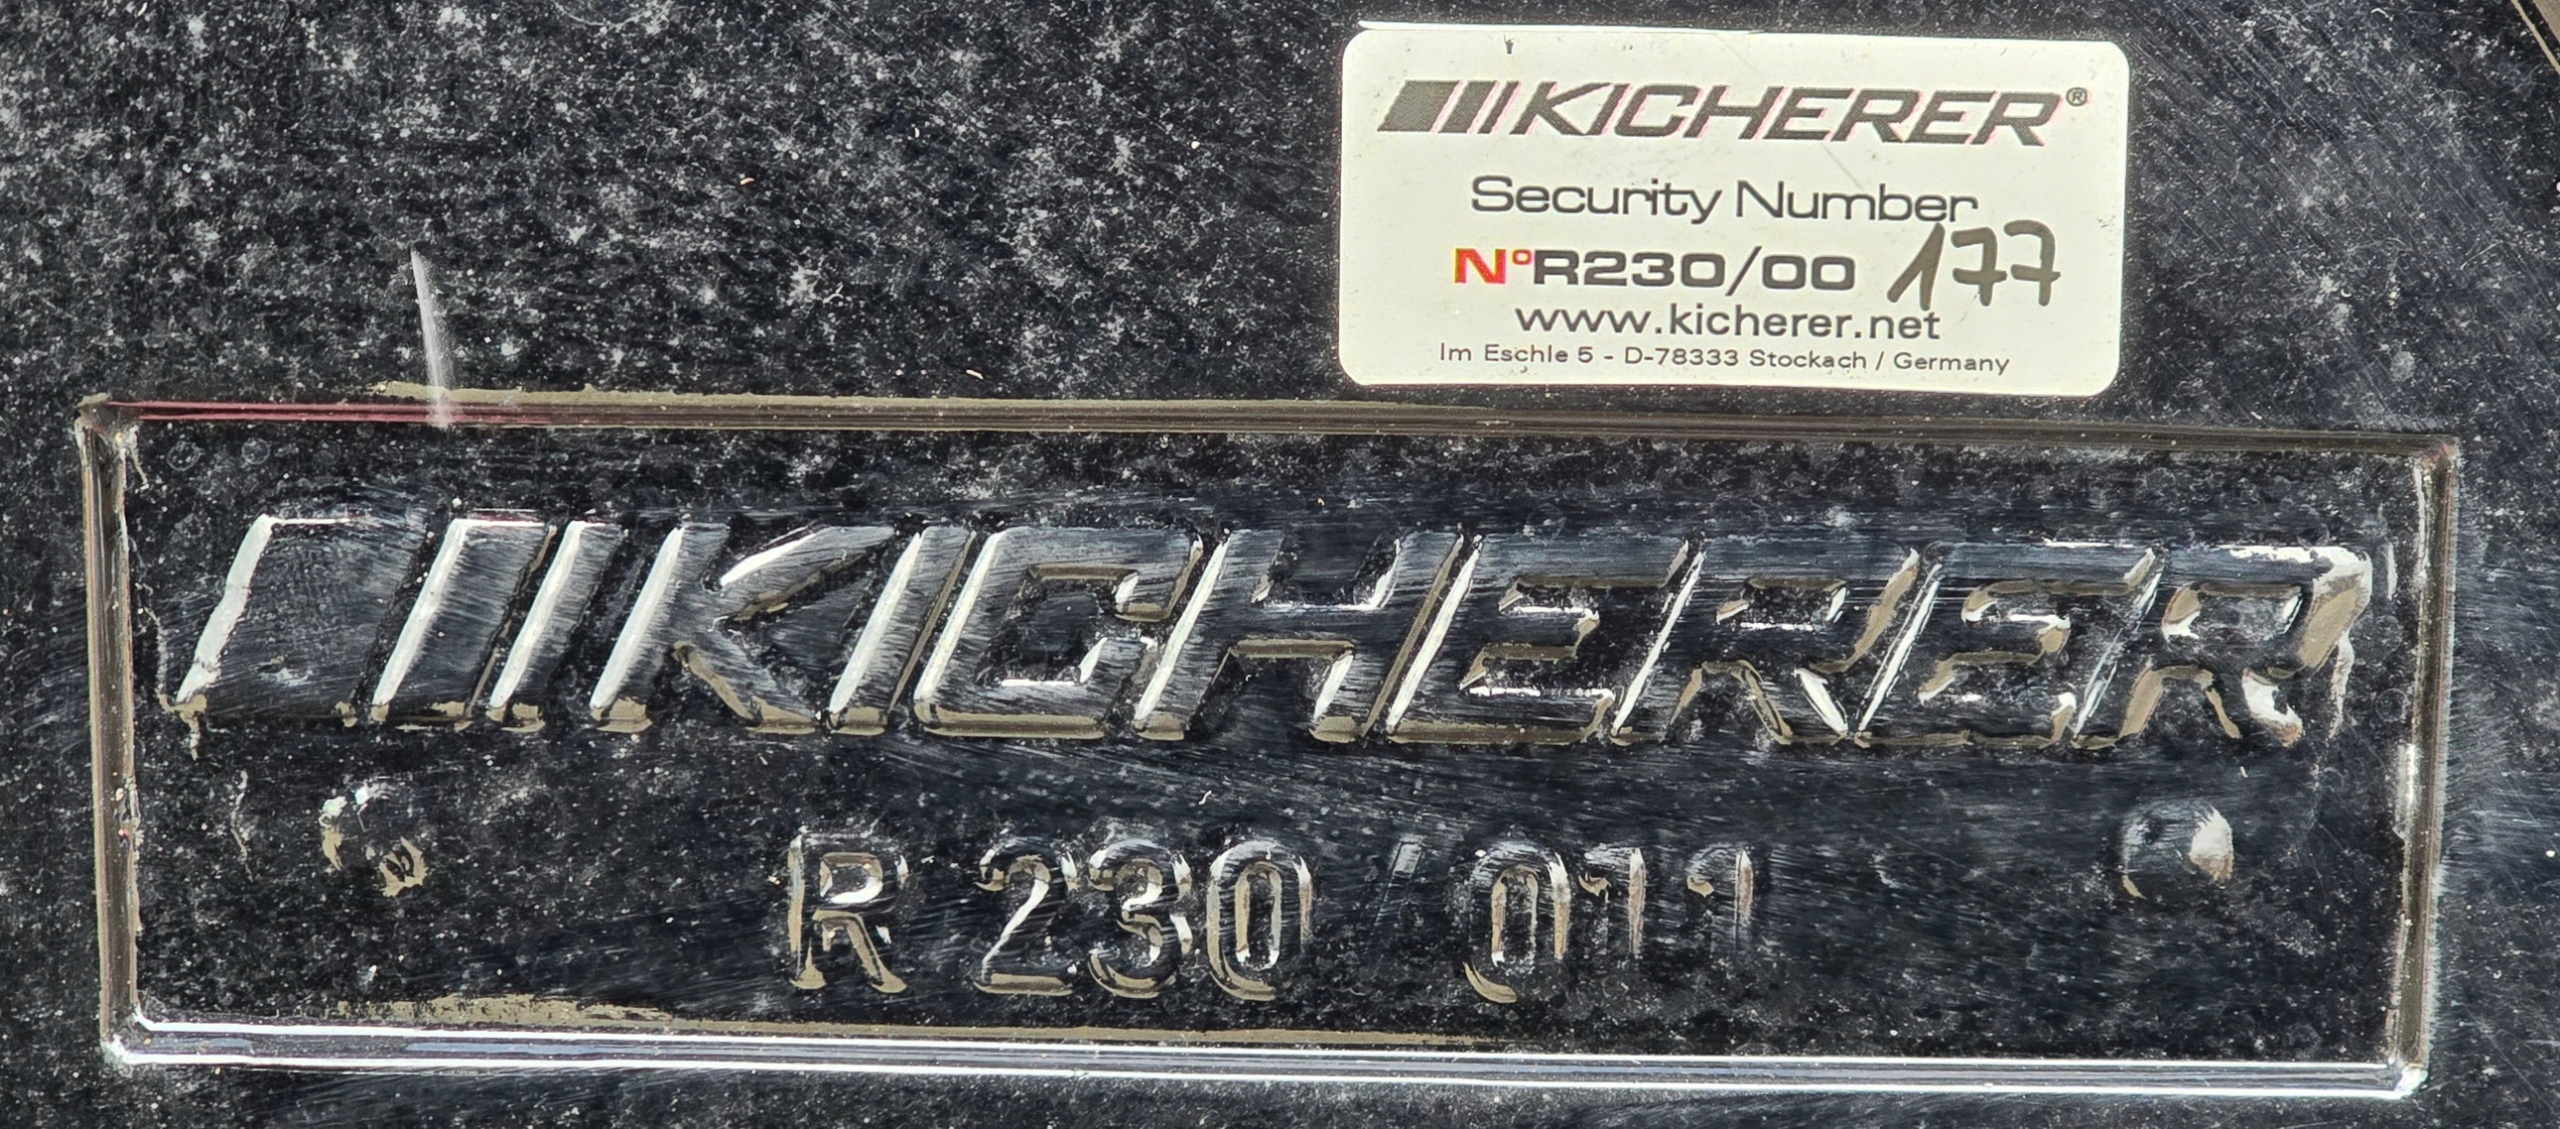 KICHERER®
Security Number
N°R230/00 177
www.kicherer.net
Im Eschle 5 - D-78333 Stockach / Germany
KICHERER
R 230 / 011